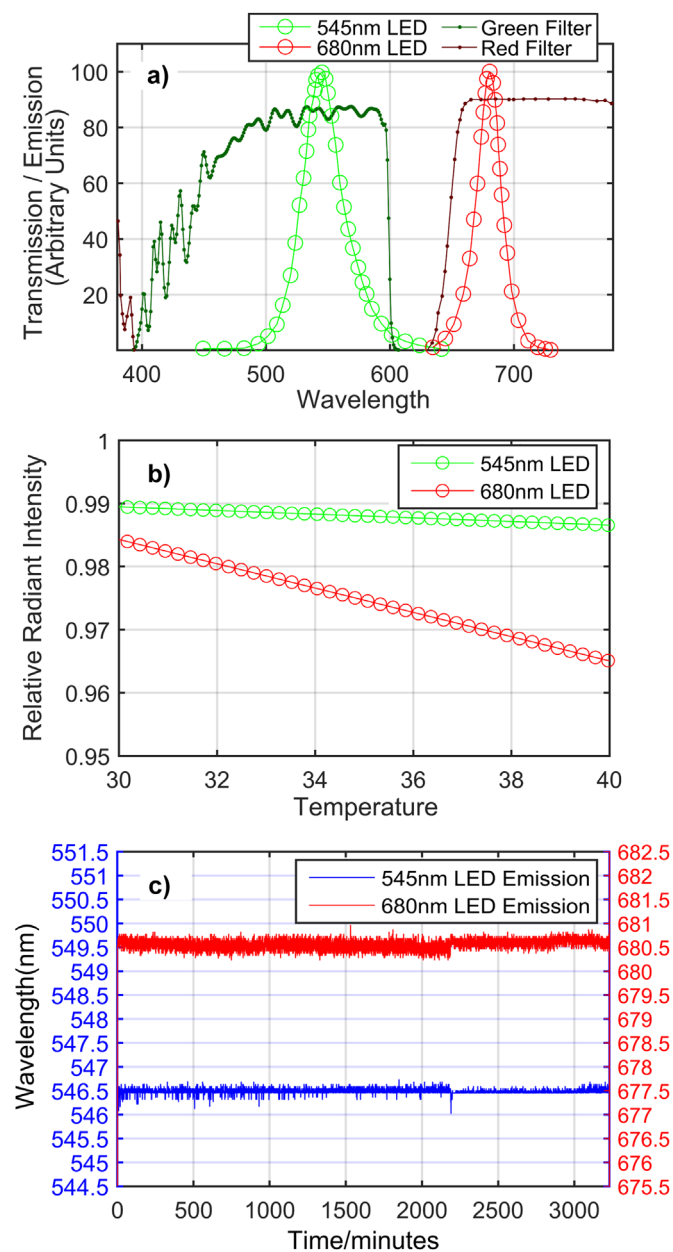 545nm LED Green Filter
680nm LED Red Filter
a)
Transmission / Emission
(Arbitrary Units)
100
80
60
40
20
400 500 600 700
Wavelength
b)
545nm LED
680nm LED
Relative Radiant Intensity
1
0.99
0.98
0.97
0.96
0.95
30 32 34 36 38 40
Temperature
c)
545nm LED Emission
680nm LED Emission
Wavelength(nm)
551.5 682.5
551 682
550.5 681.5
550 681
549.5 680.5
549 680
548.5 679.5
548 679
547.5 678.5
547 678
546.5 677.5
546 677
545.5 676.5
545 676
544.5 675.5
0 500 1000 1500 2000 2500 3000
Time/minutes